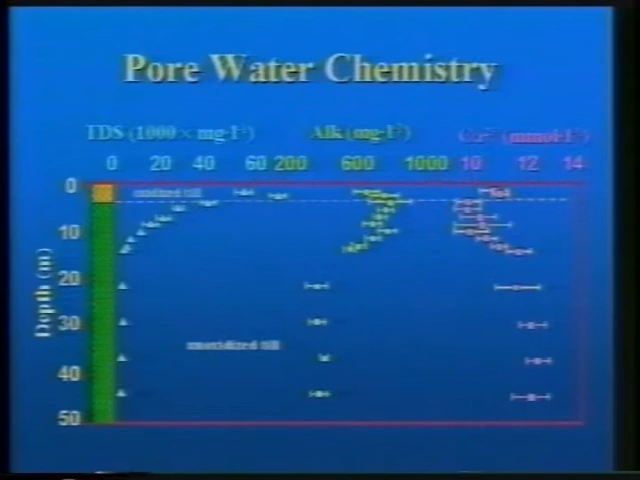 Pore Water Chemistry
TDS (1000 × mg·l⁻¹) Alk (mg·l⁻¹) (mmol·l⁻¹)
0 20 40 60 200 600 1000 10 12 14
0 oxidized till
10
20
30
unoxidized till
40
50
Depth (m)